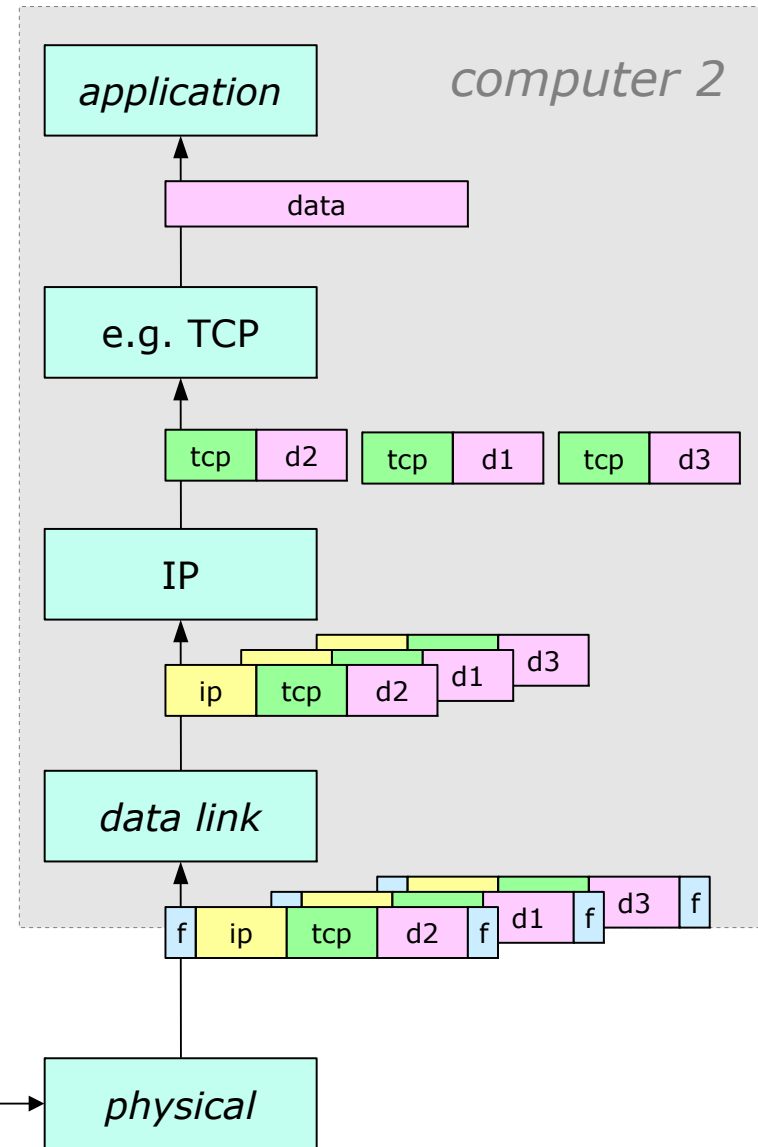 application
computer 2
data
e.g. TCP
tcp d2 tcp d1 tcp d3
IP
d3
d1
ip tcp d2
data link
d3 f
d1 f
f ip tcp d2 f
physical